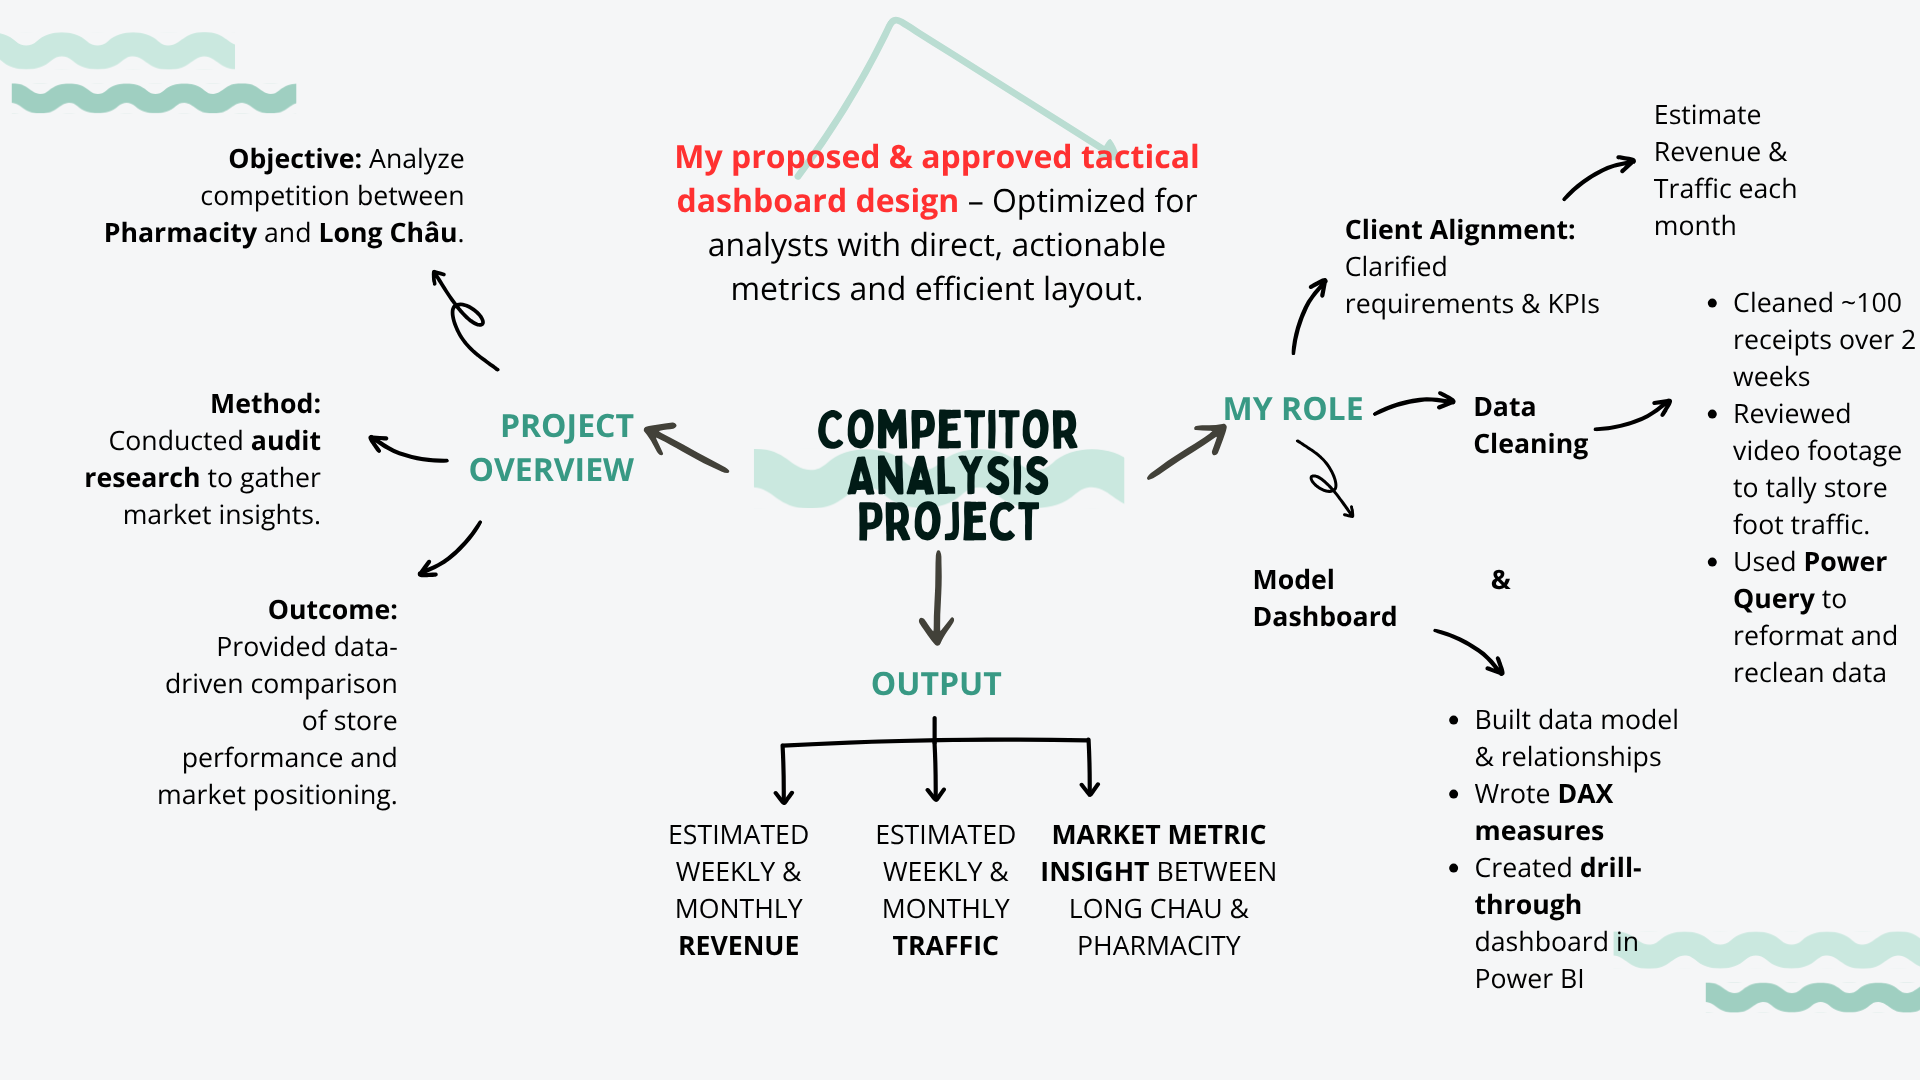 My proposed & approved tactical
dashboard design – Optimized for
analysts with direct, actionable
metrics and efficient layout.
COMPETITOR
ANALYSIS
PROJECT
PROJECT
OVERVIEW
Objective: Analyze
competition between
Pharmacity and Long Châu.
Method:
Conducted audit
research to gather
market insights.
Outcome:
Provided data-
driven comparison
of store
performance and
market positioning.
MY ROLE
Client Alignment:
Clarified
requirements & KPIs
Estimate
Revenue &
Traffic each
month
Data
Cleaning
• Cleaned ~100
receipts over 2
weeks
• Reviewed
video footage
to tally store
foot traffic.
• Used Power
Query to
reformat and
reclean data
Model &
Dashboard
• Built data model
& relationships
• Wrote DAX
measures
• Created drill-
through
dashboard in
Power BI
OUTPUT
ESTIMATED
WEEKLY &
MONTHLY
REVENUE
ESTIMATED
WEEKLY &
MONTHLY
TRAFFIC
MARKET METRIC
INSIGHT BETWEEN
LONG CHAU &
PHARMACITY